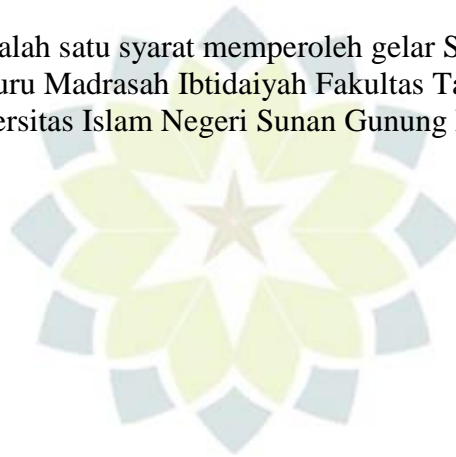 alah satu syarat memperoleh gelar S
uru Madrasah Ibtidaiyah Fakultas Ta
ersitas Islam Negeri Sunan Gunung